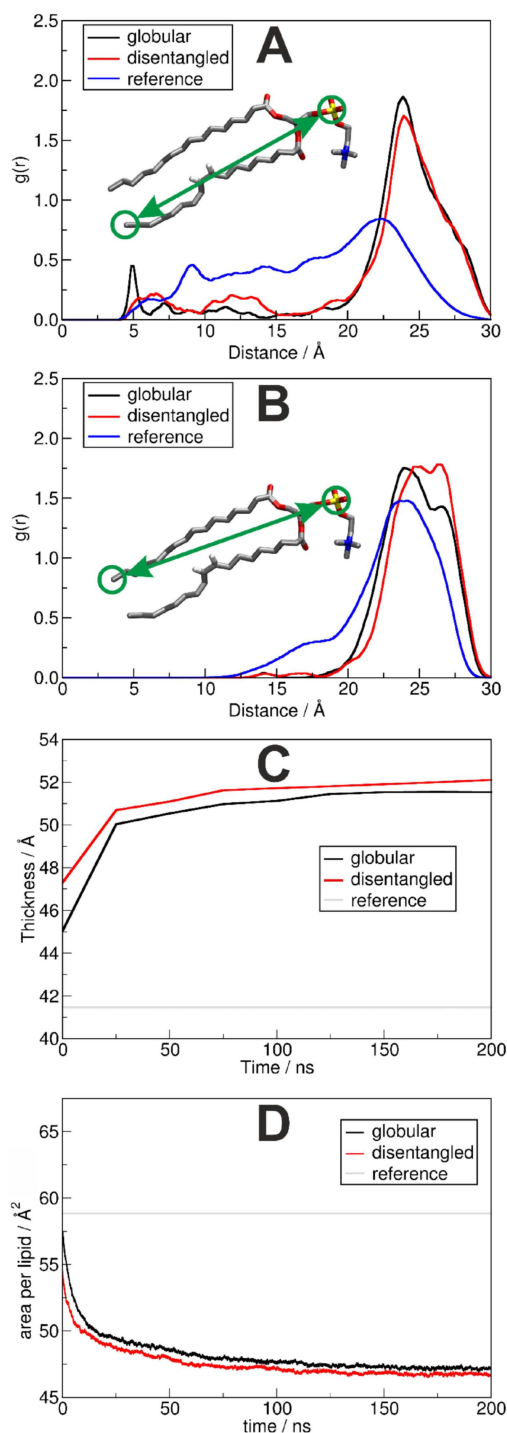 A
globular
disentangled
reference
2.5
2.0
1.5
1.0
0.5
0.0
g(r)
0 5 10 15 20 25 30
Distance / Å
B
globular
disentangled
reference
2.5
2.0
1.5
1.0
0.5
0.0
g(r)
0 5 10 15 20 25 30
Distance / Å
C
54
52
50
48
46
44
42
40
Thickness / Å
globular
disentangled
reference
0 50 100 150 200
Time / ns
D
65
60
55
50
45
area per lipid / Å²
globular
disentangled
reference
0 50 100 150 200
time / ns